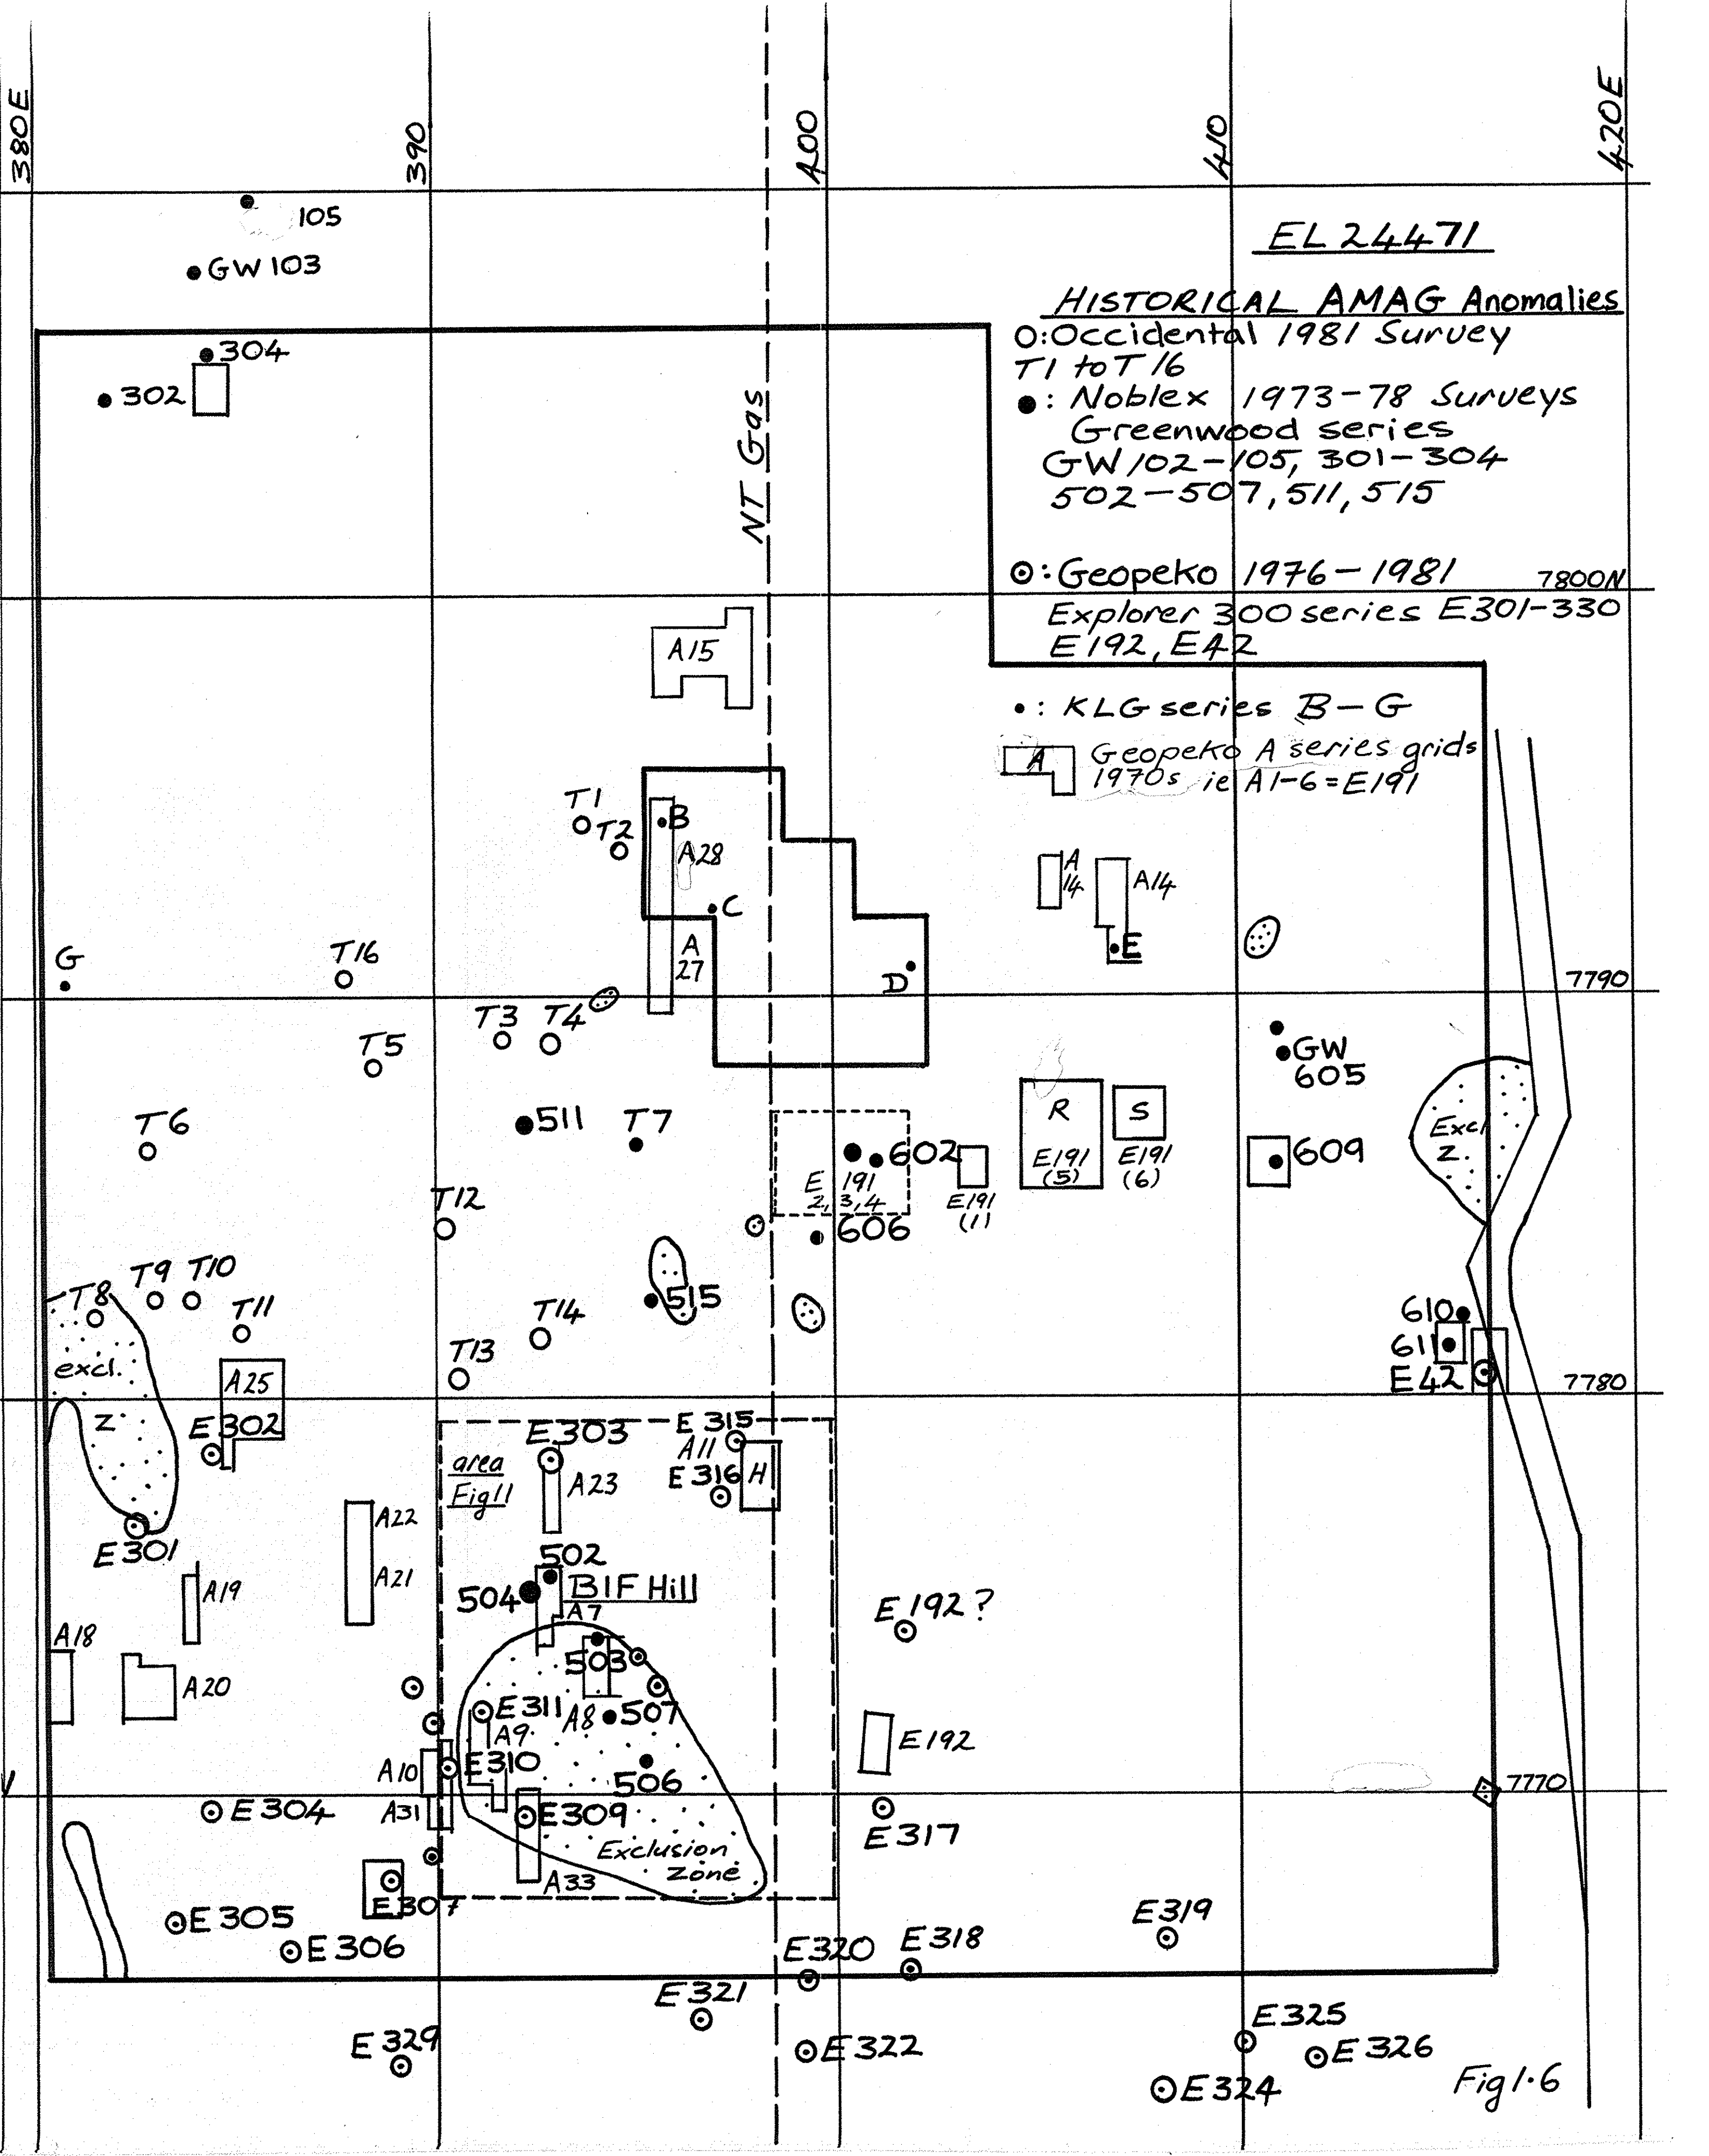 380E
390
400
410
420E
105
GW 103
EL 24471
HISTORICAL AMAG Anomalies
O:Occidental 1981 Survey
T1 to T16
●: Noblex 1973-78 Surveys
Greenwood series
GW102-105, 301-304
502-507, 511, 515
⊙: Geopeko 1976-1981
7800N
Explorer 300 series E301-330
E192, E42
•: KLG series B-G
A
Geopeko A series grids
1970s ie A1-6=E191
304
302
NT Gas
A15
T1
T2
B
A28
C
A
14
A14
E
G
T16
A
27
D
7790
T3
T4
T5
GW
605
511
T7
T6
R
E191
(5)
S
E191
(6)
602
E 191
2, 3, 4
E191
(1)
609
Excl
Z.
T12
606
T8
T9
T10
T11
515
T14
T13
610
611
E42
7780
excl.
Z
A25
E302
E303
E315
A11
E316
H
area
Fig 11
A23
A22
A21
E301
502
504
BIF Hill
A7
A19
A18
A20
E192?
503
E311
A8
507
A9
E310
A10
506
E192
7770
A31
E304
E309
E317
Exclusion
Zone
A33
E307
E305
E306
E319
E320
E318
E321
E325
E329
E322
E326
E324
Fig 1.6